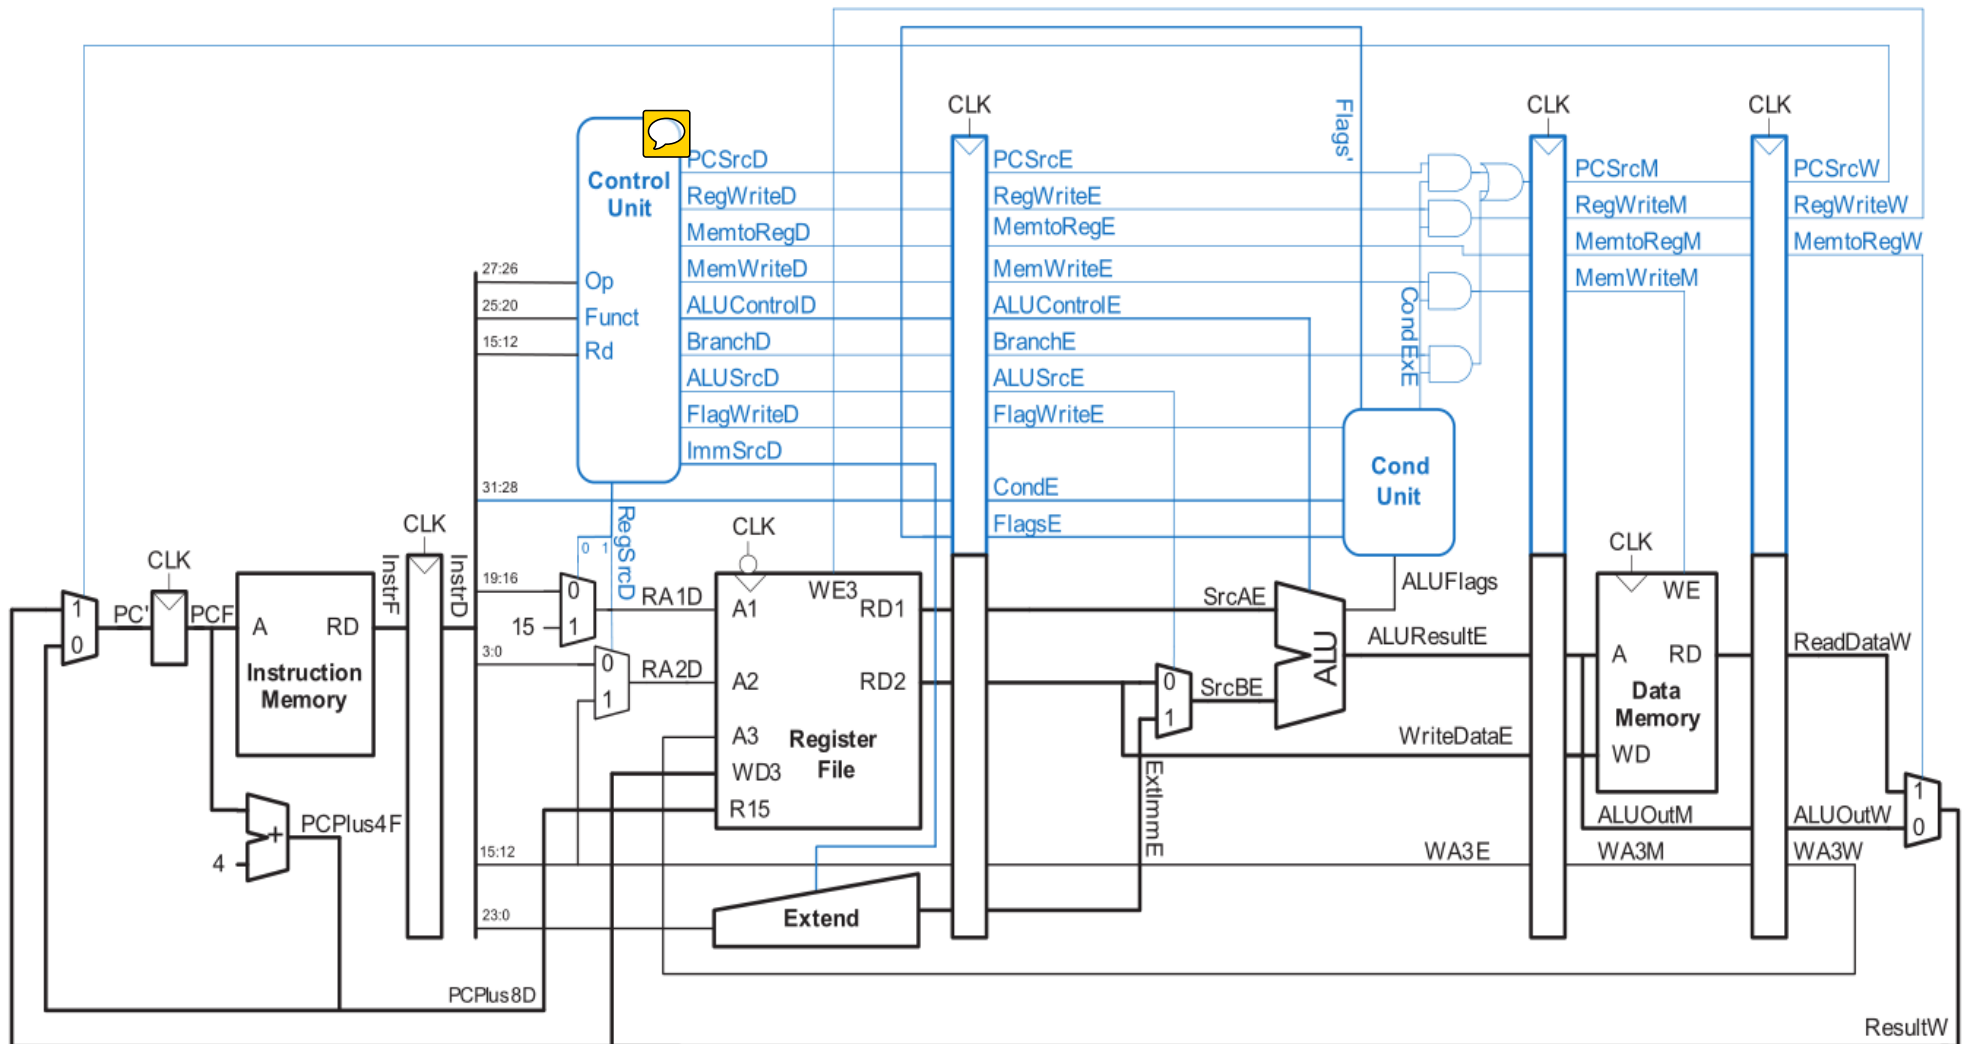 CLK
CLK
CLK
Flags'
Control
Unit
PCSrcD
RegWriteD
MemtoRegD
MemWriteD
ALUControlD
BranchD
ALUSrcD
FlagWriteD
ImmSrcD
PCSrcE
RegWriteE
MemtoRegE
MemWriteE
ALUControlE
BranchE
ALUSrcE
FlagWriteE
CondE
FlagsE
CondExE
Cond
Unit
PCSrcM
RegWriteM
MemtoRegM
MemWriteM
PCSrcW
RegWriteW
MemtoRegW
27:26
Op
25:20
Funct
15:12
Rd
31:28
RegSrcD
0 1
CLK
CLK
CLK
CLK
1
0
PC'
PCF
A
RD
Instruction
Memory
InstrF
InstrD
19:16
0
15
1
RA1D
3:0
0
1
RA2D
A1
WE3
RD1
A2
RD2
A3
WD3
R15
Register
File
SrcAE
0
1
SrcBE
ALU
ALUFlags
ALUResultE
WriteDataE
ExtImmE
WE
A
RD
Data
Memory
WD
ReadDataW
1
0
ALUOutM
ALUOutW
PCPlus4F
+
4
15:12
WA3E
WA3M
WA3W
23:0
Extend
PCPlus8D
ResultW